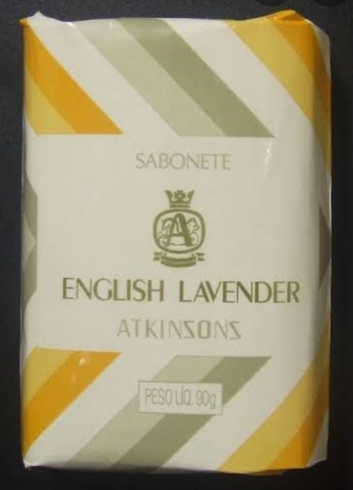 SABONETE
A
ENGLISH LAVENDER
ATKINSONS
PESO LÍQ. 90g